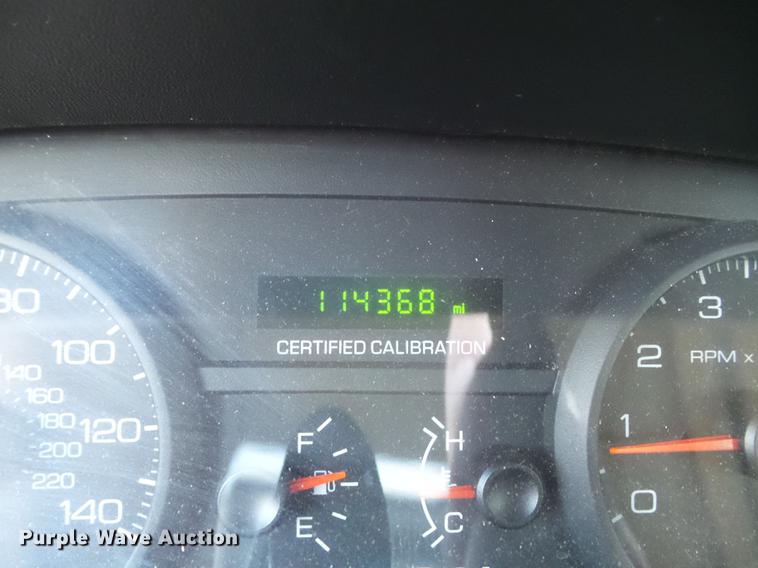 114368 mi
CERTIFIED CALIBRATION
80
100
120
140
140
160
180
200
220
3
2
RPM x
1
0
F
E
H
C
Purple Wave Auction